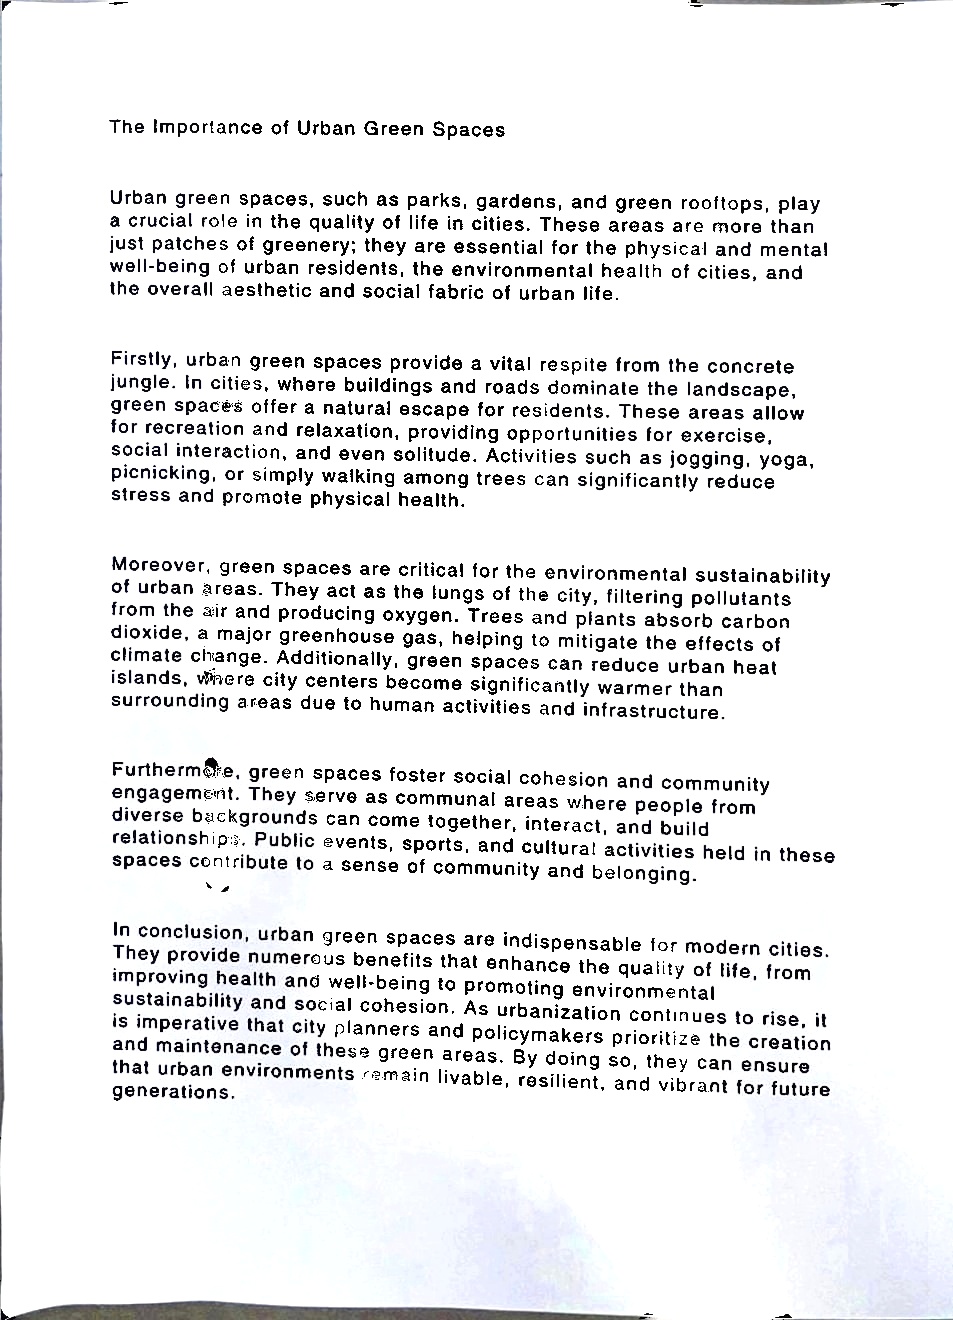 The Importance of Urban Green Spaces
Urban green spaces, such as parks, gardens, and green rooftops, play
a crucial role in the quality of life in cities. These areas are more than
just patches of greenery; they are essential for the physical and mental
well-being of urban residents, the environmental health of cities, and
the overall aesthetic and social fabric of urban life.
Firstly, urban green spaces provide a vital respite from the concrete
jungle. In cities, where buildings and roads dominate the landscape,
green spaces offer a natural escape for residents. These areas allow
for recreation and relaxation, providing opportunities for exercise,
social interaction, and even solitude. Activities such as jogging, yoga,
picnicking, or simply walking among trees can significantly reduce
stress and promote physical health.
Moreover, green spaces are critical for the environmental sustainability
of urban areas. They act as the lungs of the city, filtering pollutants
from the air and producing oxygen. Trees and plants absorb carbon
dioxide, a major greenhouse gas, helping to mitigate the effects of
climate change. Additionally, green spaces can reduce urban heat
islands, where city centers become significantly warmer than
surrounding areas due to human activities and infrastructure.
Furthermore, green spaces foster social cohesion and community
engagement. They serve as communal areas where people from
diverse backgrounds can come together, interact, and build
relationships. Public events, sports, and cultural activities held in these
spaces contribute to a sense of community and belonging.
In conclusion, urban green spaces are indispensable for modern cities.
They provide numerous benefits that enhance the quality of life, from
improving health and well-being to promoting environmental
sustainability and social cohesion. As urbanization continues to rise, it
is imperative that city planners and policymakers prioritize the creation
and maintenance of these green areas. By doing so, they can ensure
that urban environments remain livable, resilient, and vibrant for future
generations.